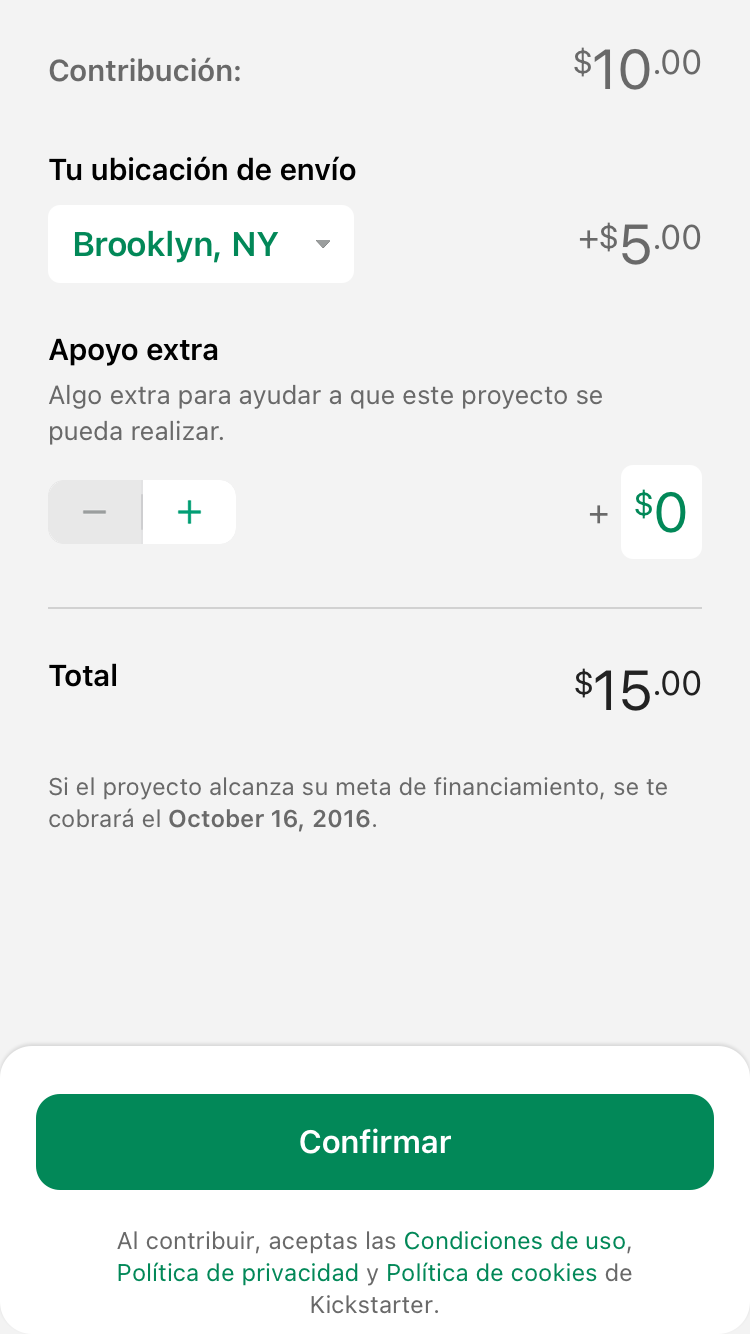 Contribución: $10.00
Tu ubicación de envío
Brooklyn, NY +$5.00
Apoyo extra
Algo extra para ayudar a que este proyecto se
pueda realizar.
− + + $0
Total $15.00
Si el proyecto alcanza su meta de financiamiento, se te
cobrará el October 16, 2016.
Confirmar
Al contribuir, aceptas las Condiciones de uso,
Política de privacidad y Política de cookies de
Kickstarter.